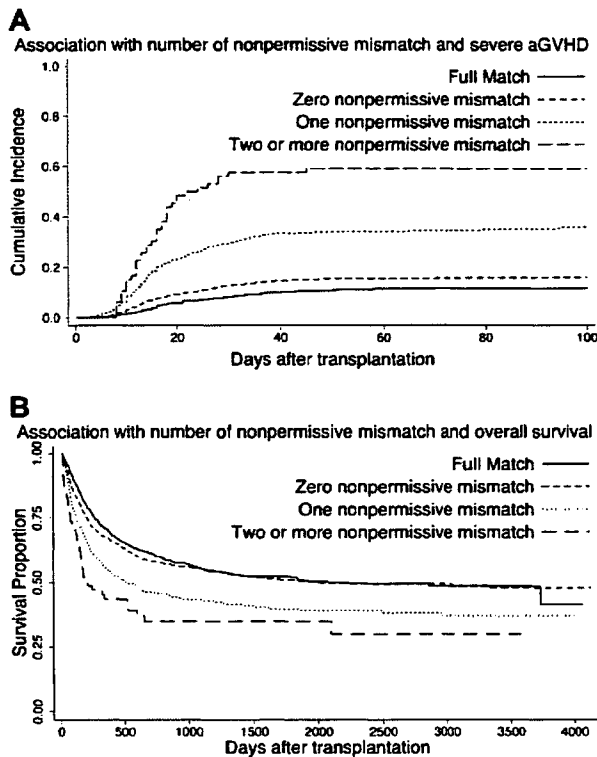 A
Association with number of nonpermissive mismatch and severe aGVHD
1.0
0.8
0.6
0.4
0.2
0.0
Cumulative Incidence
Full Match
Zero nonpermissive mismatch
One nonpermissive mismatch
Two or more nonpermissive mismatch
0 20 40 60 80 100
Days after transplantation
B
Association with number of nonpermissive mismatch and overall survival
1.00
0.75
0.50
0.25
0.00
Survival Proportion
Full Match
Zero nonpermissive mismatch
One nonpermissive mismatch
Two or more nonpermissive mismatch
0 500 1000 1500 2000 2500 3000 3500 4000
Days after transplantation